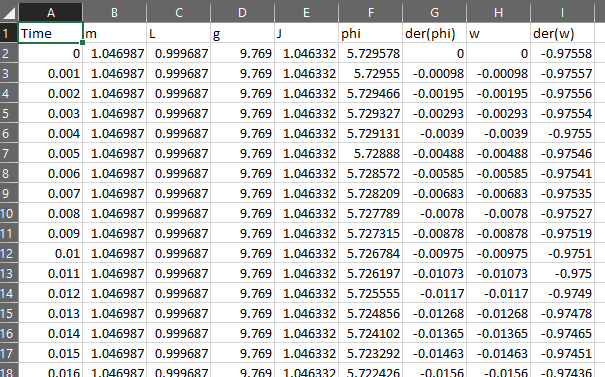 A B C D E F G H I
1 Time m L g J phi der(phi) w der(w)
2 0 1.046987 0.999687 9.769 1.046332 5.729578 0 0 -0.97558
3 0.001 1.046987 0.999687 9.769 1.046332 5.72955 -0.00098 -0.00098 -0.97557
4 0.002 1.046987 0.999687 9.769 1.046332 5.729466 -0.00195 -0.00195 -0.97556
5 0.003 1.046987 0.999687 9.769 1.046332 5.729327 -0.00293 -0.00293 -0.97554
6 0.004 1.046987 0.999687 9.769 1.046332 5.729131 -0.0039 -0.0039 -0.9755
7 0.005 1.046987 0.999687 9.769 1.046332 5.72888 -0.00488 -0.00488 -0.97546
8 0.006 1.046987 0.999687 9.769 1.046332 5.728572 -0.00585 -0.00585 -0.97541
9 0.007 1.046987 0.999687 9.769 1.046332 5.728209 -0.00683 -0.00683 -0.97535
10 0.008 1.046987 0.999687 9.769 1.046332 5.727789 -0.0078 -0.0078 -0.97527
11 0.009 1.046987 0.999687 9.769 1.046332 5.727315 -0.00878 -0.00878 -0.97519
12 0.01 1.046987 0.999687 9.769 1.046332 5.726784 -0.00975 -0.00975 -0.9751
13 0.011 1.046987 0.999687 9.769 1.046332 5.726197 -0.01073 -0.01073 -0.975
14 0.012 1.046987 0.999687 9.769 1.046332 5.725555 -0.0117 -0.0117 -0.9749
15 0.013 1.046987 0.999687 9.769 1.046332 5.724856 -0.01268 -0.01268 -0.97478
16 0.014 1.046987 0.999687 9.769 1.046332 5.724102 -0.01365 -0.01365 -0.97465
17 0.015 1.046987 0.999687 9.769 1.046332 5.723292 -0.01463 -0.01463 -0.97451
18 0.016 1.046987 0.999687 9.769 1.046332 5.722426 -0.0156 -0.0156 -0.97436